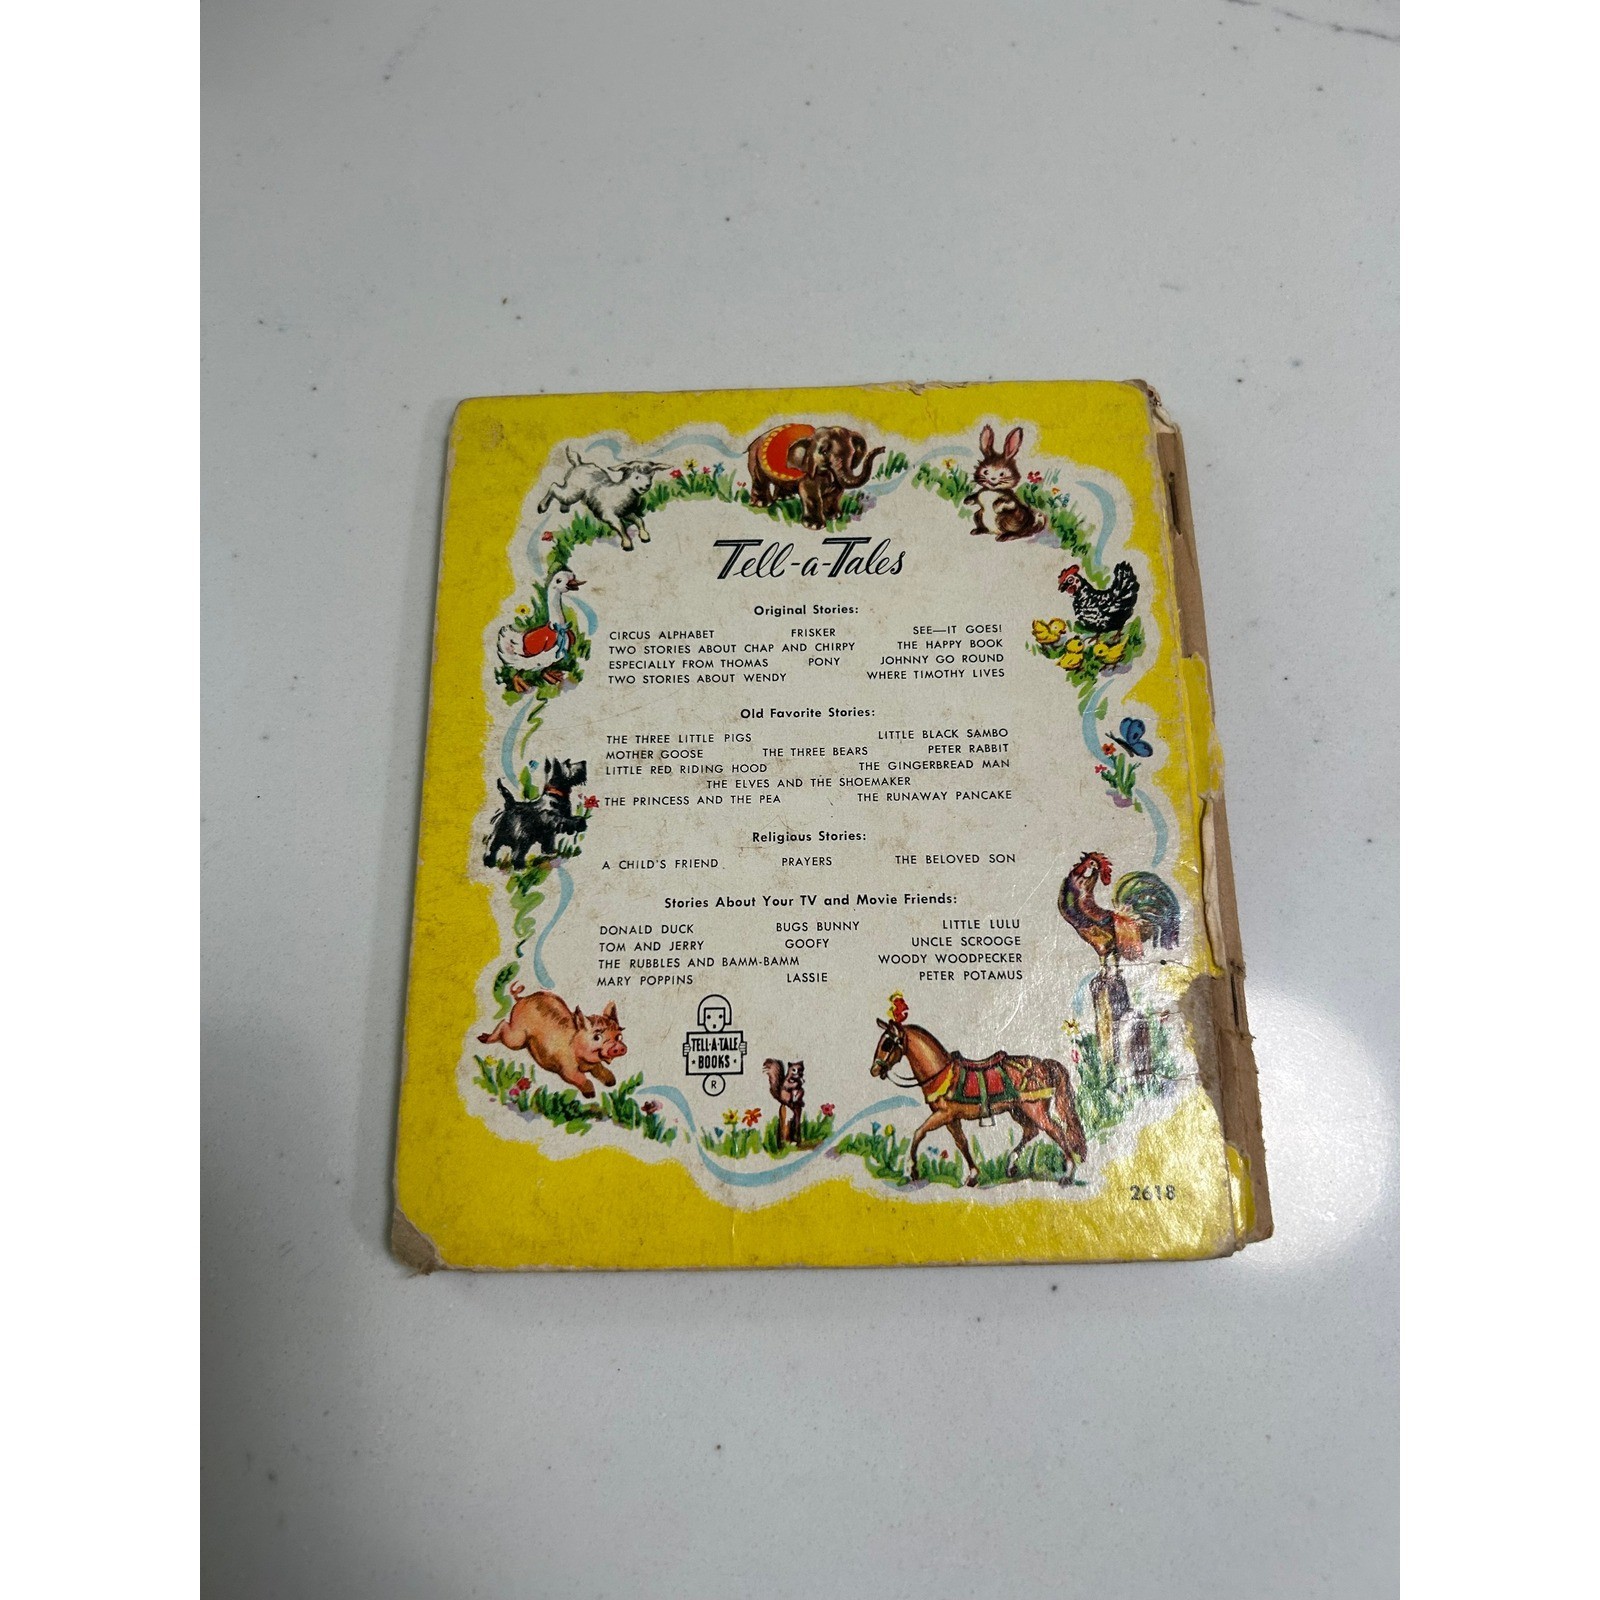 Tell-a-Tales
Original Stories:
CIRCUS ALPHABET FRISKER SEE—IT GOES!
TWO STORIES ABOUT CHAP AND CHIRPY THE HAPPY BOOK
ESPECIALLY FROM THOMAS PONY JOHNNY GO ROUND
TWO STORIES ABOUT WENDY WHERE TIMOTHY LIVES
Old Favorite Stories:
THE THREE LITTLE PIGS LITTLE BLACK SAMBO
MOTHER GOOSE THE THREE BEARS PETER RABBIT
LITTLE RED RIDING HOOD THE GINGERBREAD MAN
THE ELVES AND THE SHOEMAKER
THE PRINCESS AND THE PEA THE RUNAWAY PANCAKE
Religious Stories:
A CHILD'S FRIEND PRAYERS THE BELOVED SON
Stories About Your TV and Movie Friends:
DONALD DUCK BUGS BUNNY LITTLE LULU
TOM AND JERRY GOOFY UNCLE SCROOGE
THE RUBBLES AND BAMM-BAMM WOODY WOODPECKER
MARY POPPINS LASSIE PETER POTAMUS
TELL-A-TALE
·BOOKS·
R
2618